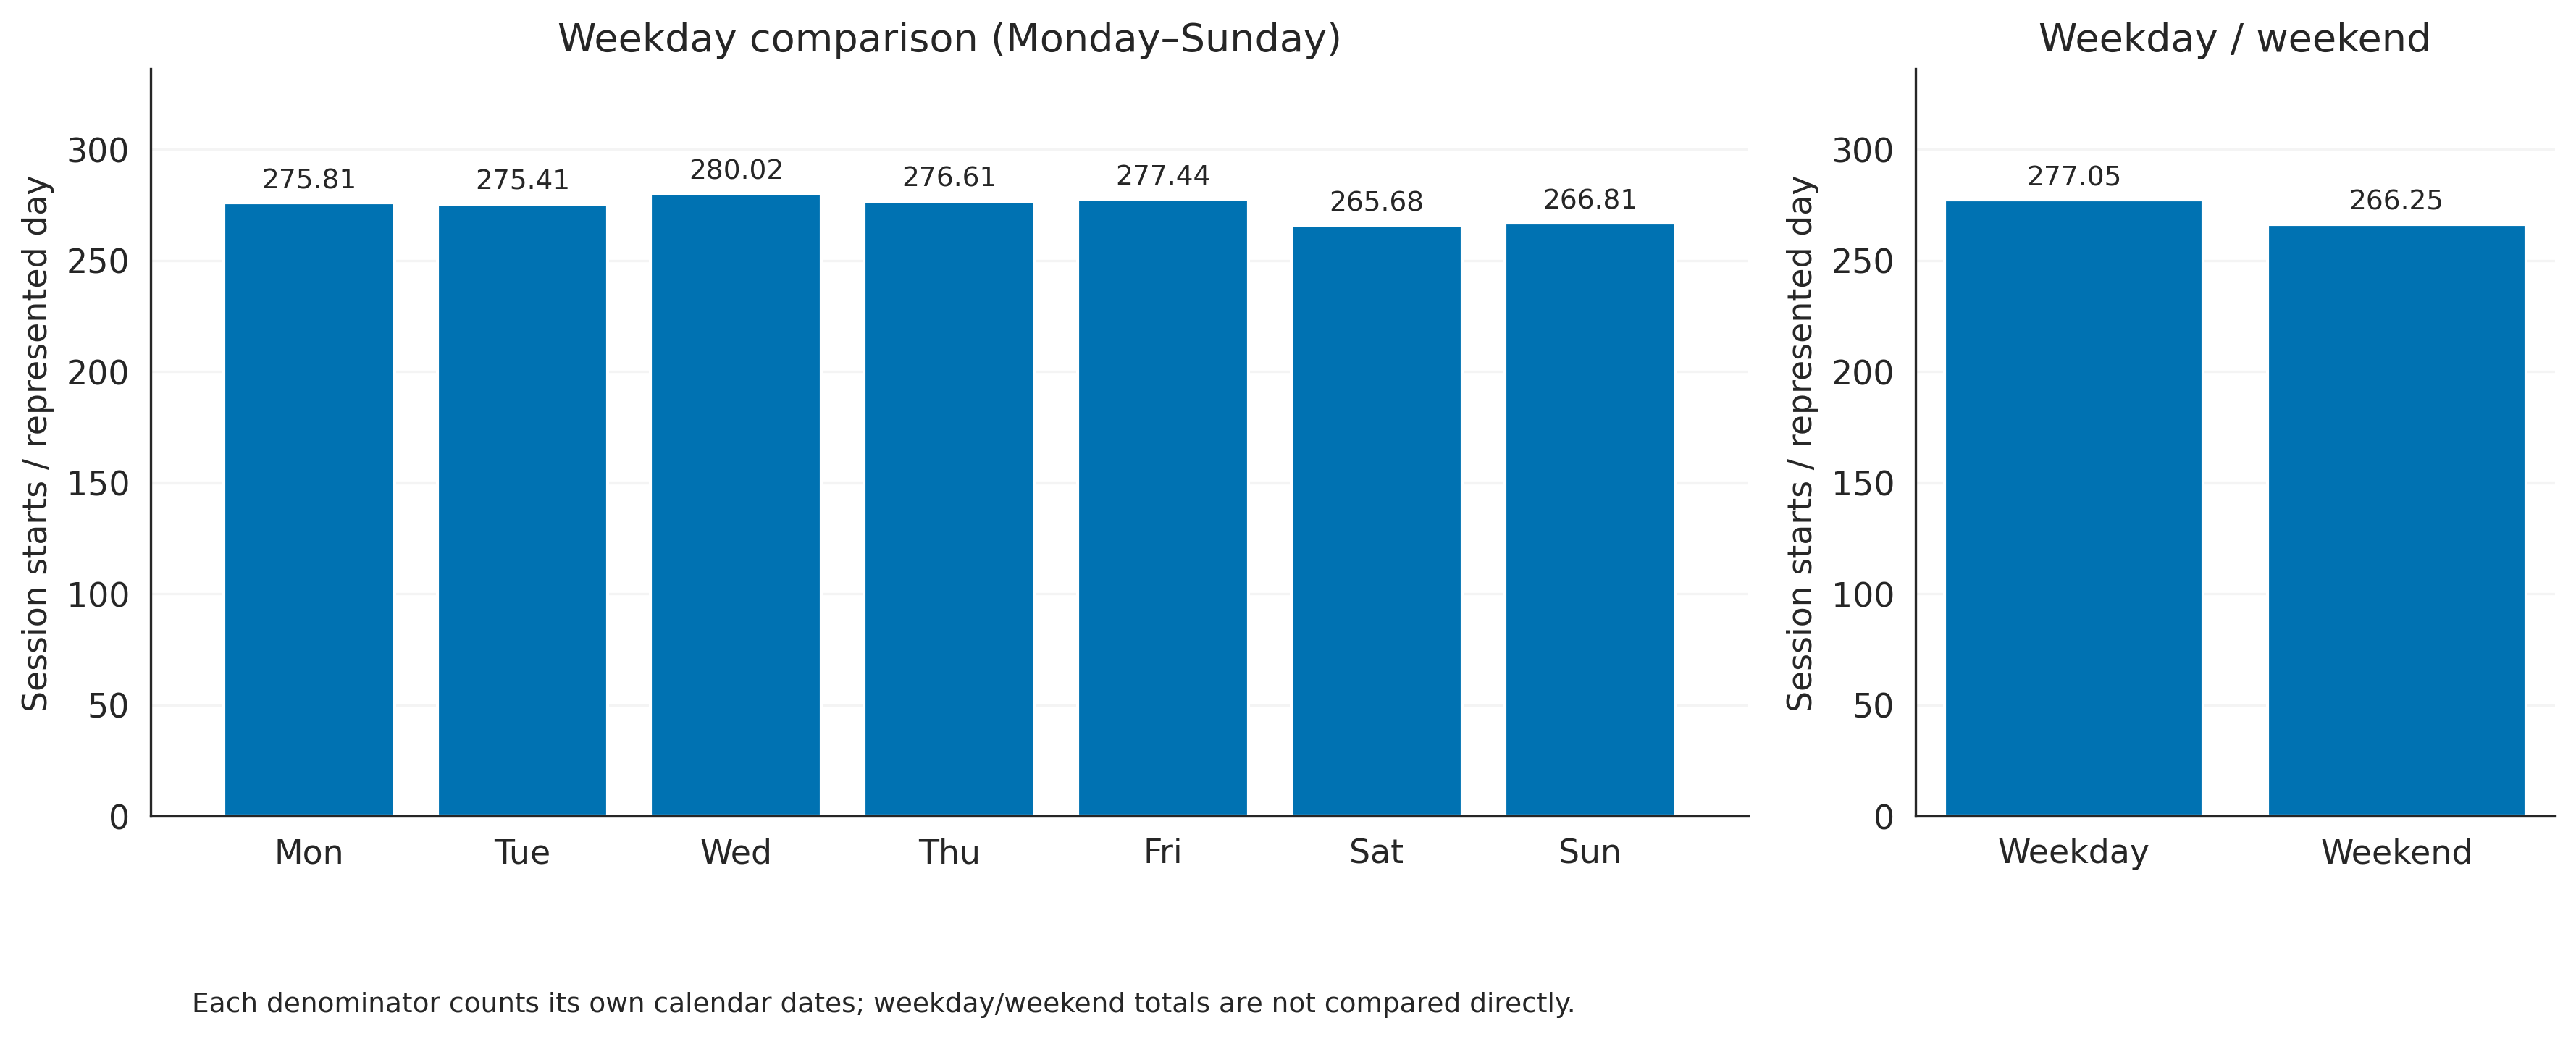 Weekday comparison (Monday–Sunday)
Session starts / represented day
300
250
200
150
100
50
0
275.81
275.41
280.02
276.61
277.44
265.68
266.81
Mon
Tue
Wed
Thu
Fri
Sat
Sun
Weekday / weekend
Session starts / represented day
300
250
200
150
100
50
0
277.05
266.25
Weekday
Weekend
Each denominator counts its own calendar dates; weekday/weekend totals are not compared directly.